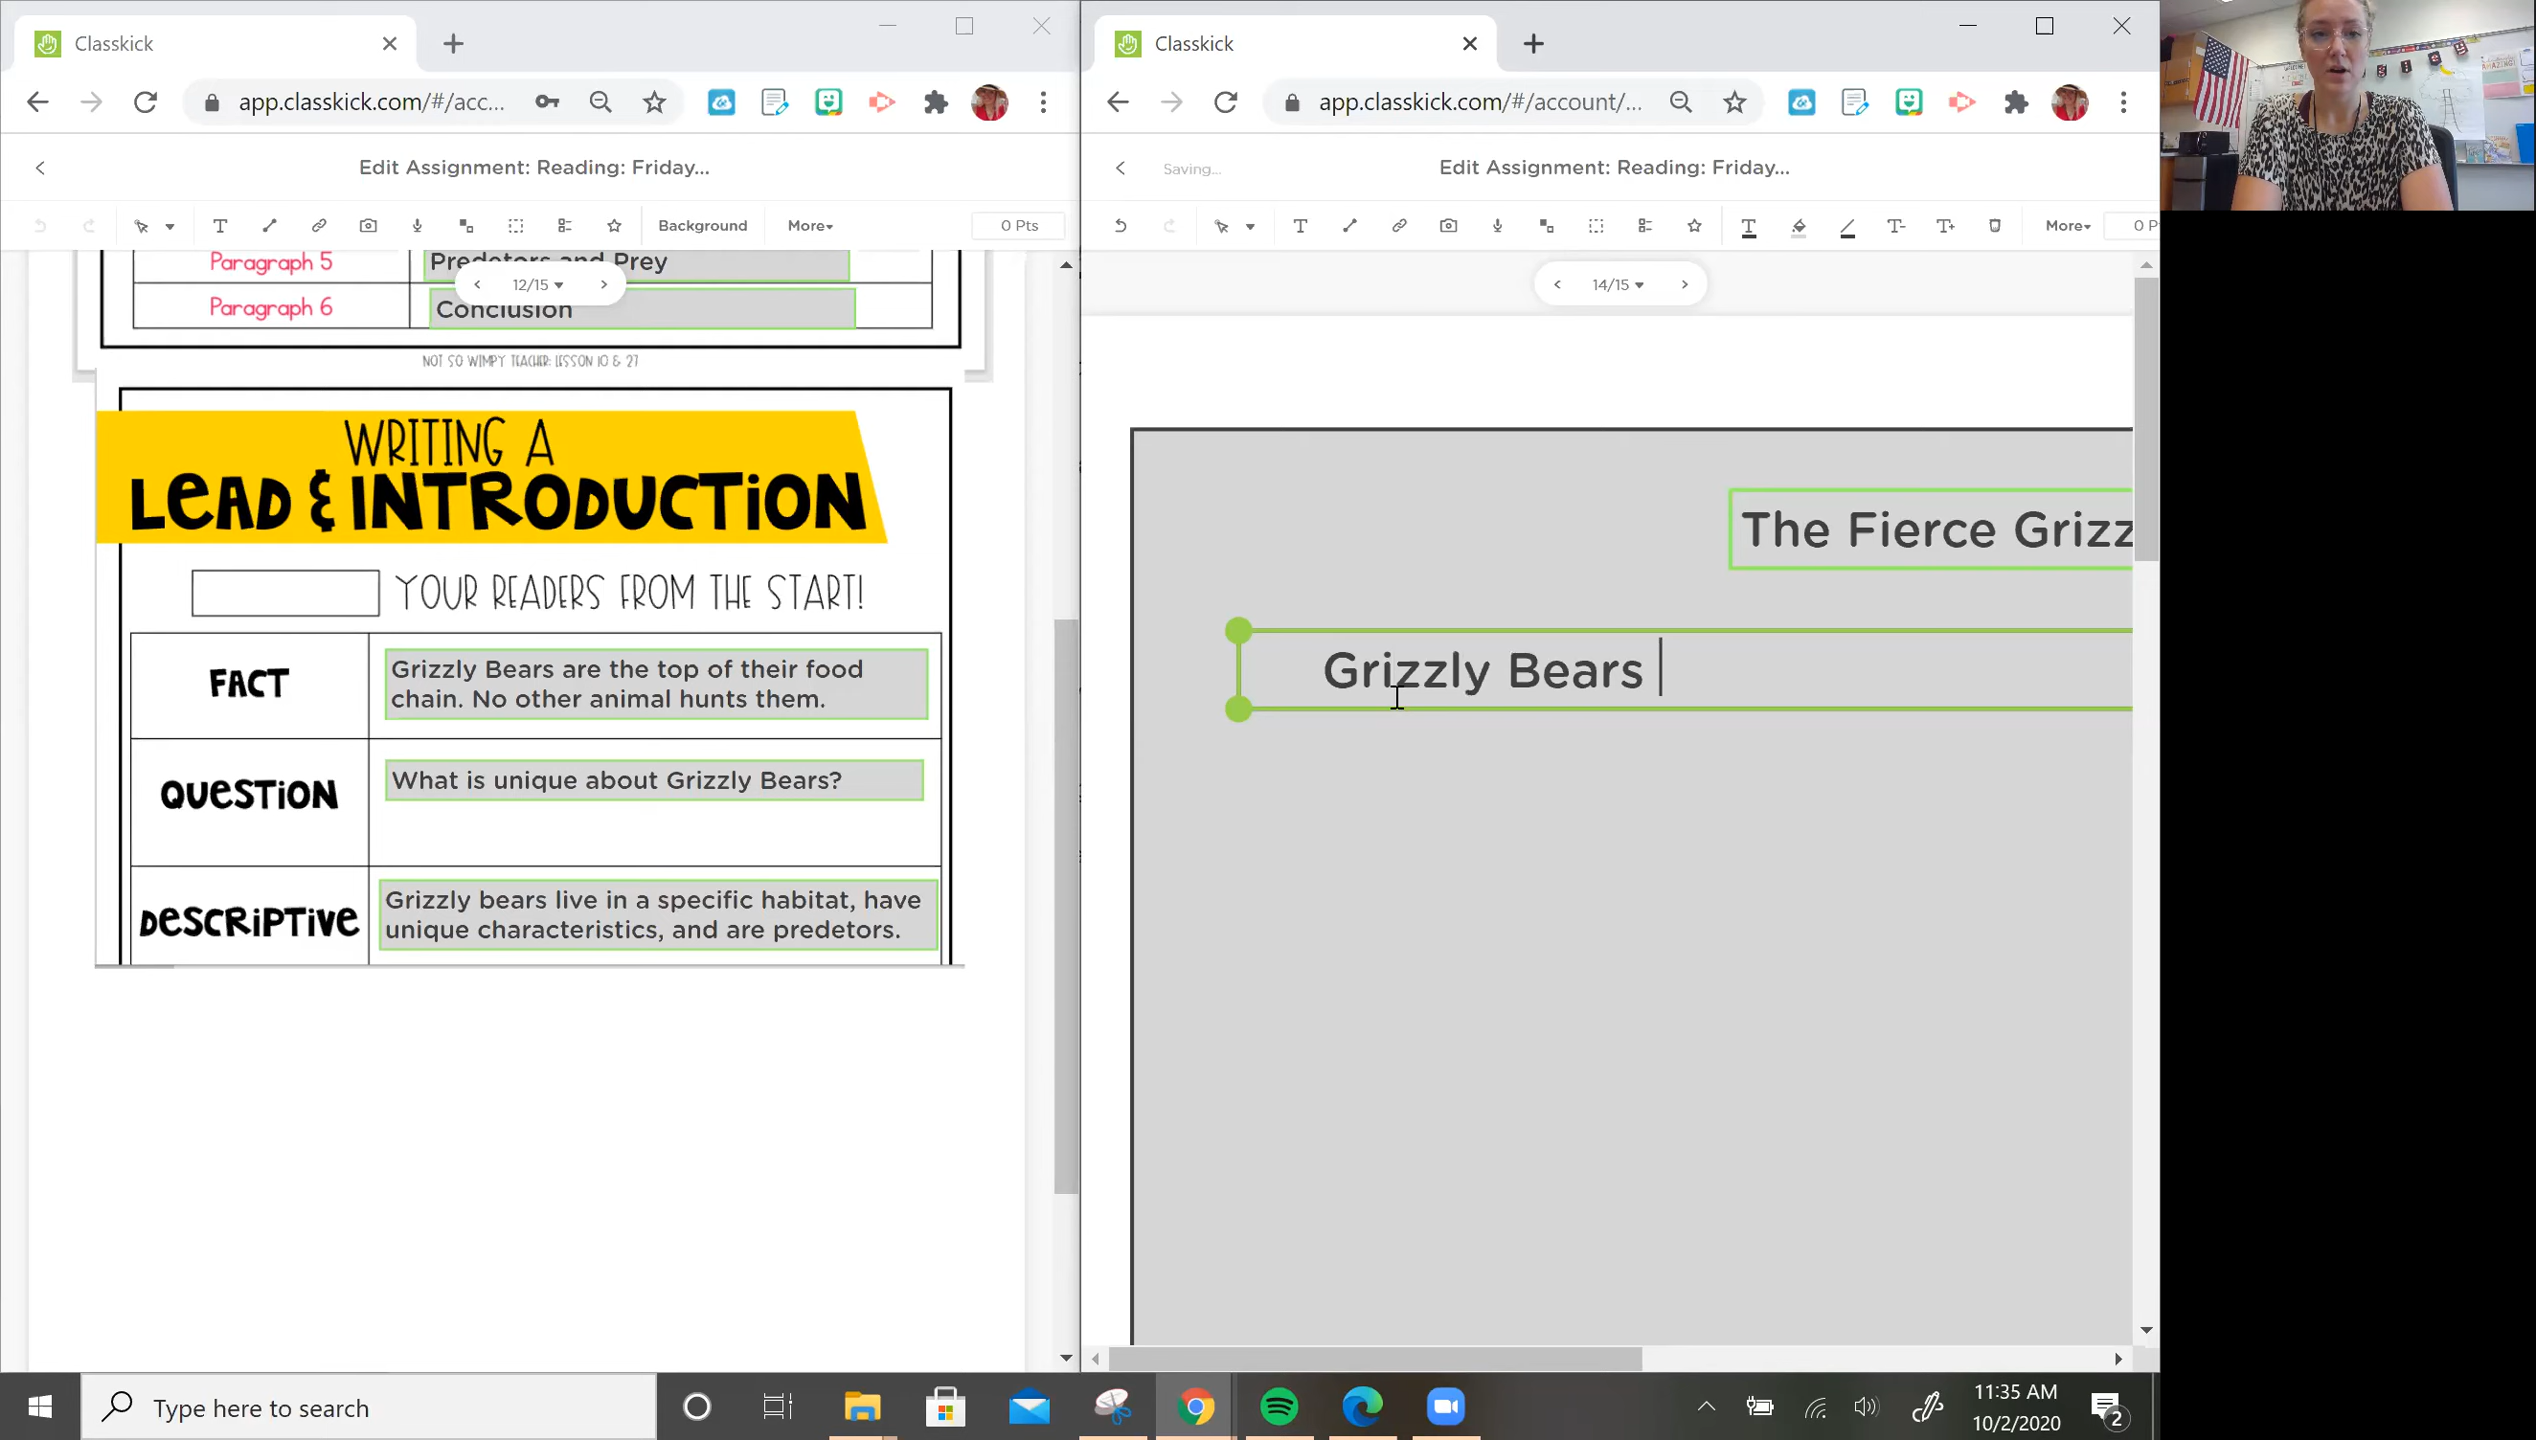 Classkick
Classkick
app.classkick.com/#/acc...
app.classkick.com/#/account/...
Edit Assignment: Reading: Friday...
Saving...
Edit Assignment: Reading: Friday...
Background
More
0 Pts
More
0 P
Paragraph 5
Predetors and Prey
12/15
14/15
Paragraph 6
Conclusion
NOT SO WIMPY TEACHER: LESSON 10 & 27
WRITING A
LEAD & INTRODUCTION
YOUR READERS FROM THE START!
FACT
Grizzly Bears are the top of their food
chain. No other animal hunts them.
QUESTION
What is unique about Grizzly Bears?
DESCRIPTIVE
Grizzly bears live in a specific habitat, have
unique characteristics, and are predetors.
The Fierce Grizz
Grizzly Bears
Type here to search
11:35 AM
10/2/2020
2